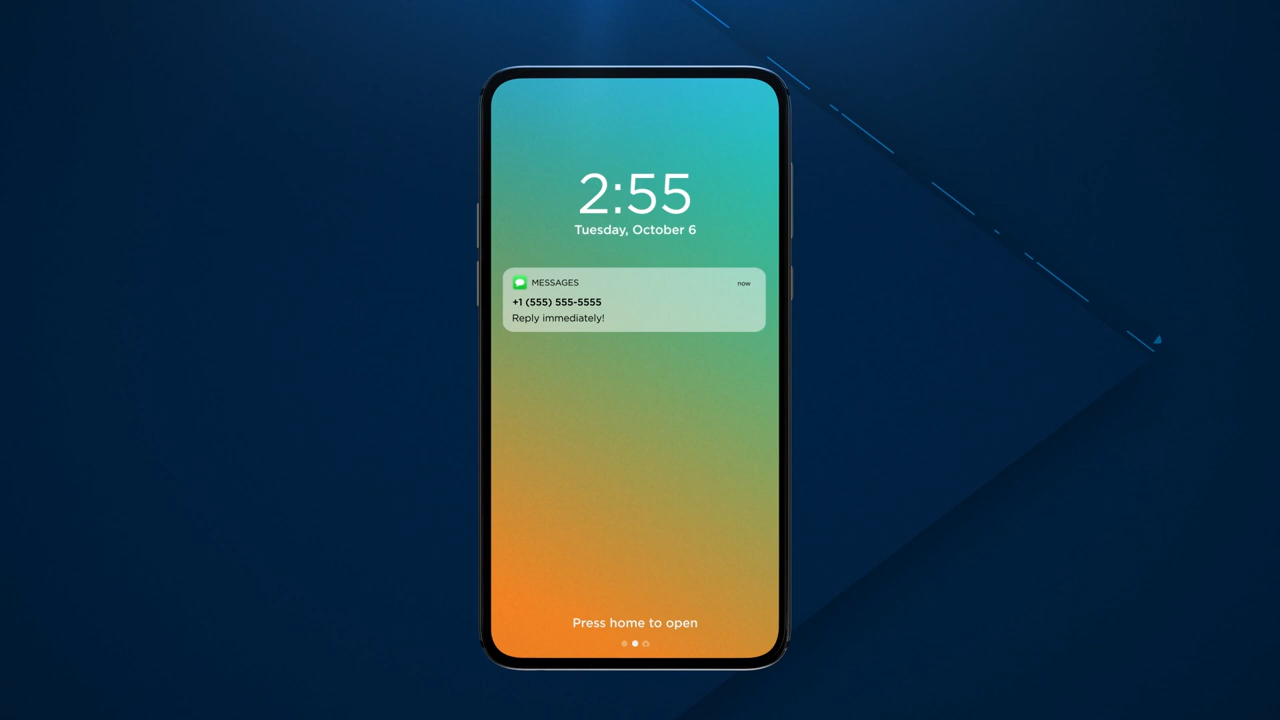 2:55
Tuesday, October 6
MESSAGES now
+1 (555) 555-5555
Reply immediately!
Press home to open